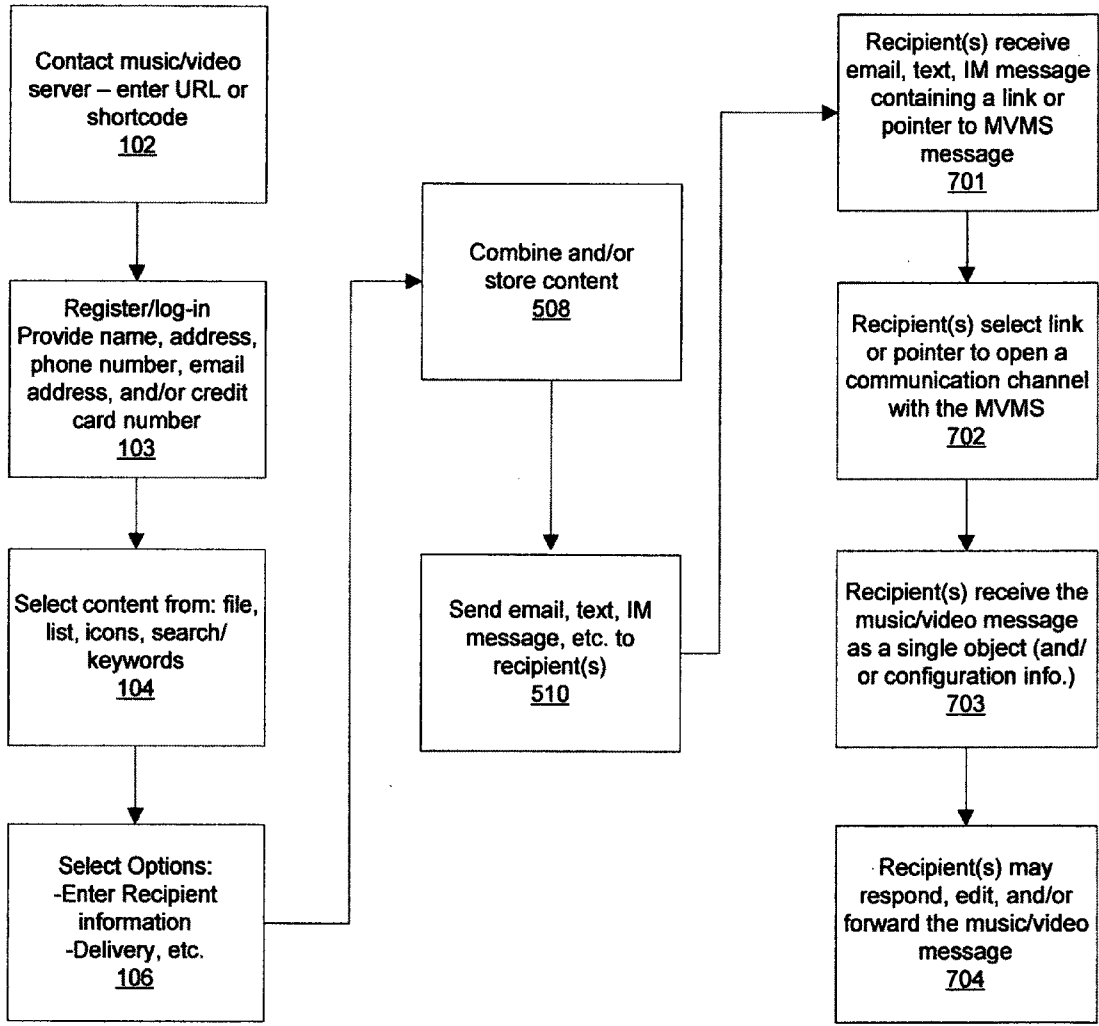 Contact music/video
server – enter URL or
shortcode
102
Register/log-in
Provide name, address,
phone number, email
address, and/or credit
card number
103
Select content from: file,
list, icons, search/
keywords
104
Select Options:
-Enter Recipient
information
-Delivery, etc.
106
Combine and/or
store content
508
Send email, text, IM
message, etc. to
recipient(s)
510
Recipient(s) receive
email, text, IM message
containing a link or
pointer to MVMS
message
701
Recipient(s) select link
or pointer to open a
communication channel
with the MVMS
702
Recipient(s) receive the
music/video message
as a single object (and/
or configuration info.)
703
Recipient(s) may
respond, edit, and/or
forward the music/video
message
704